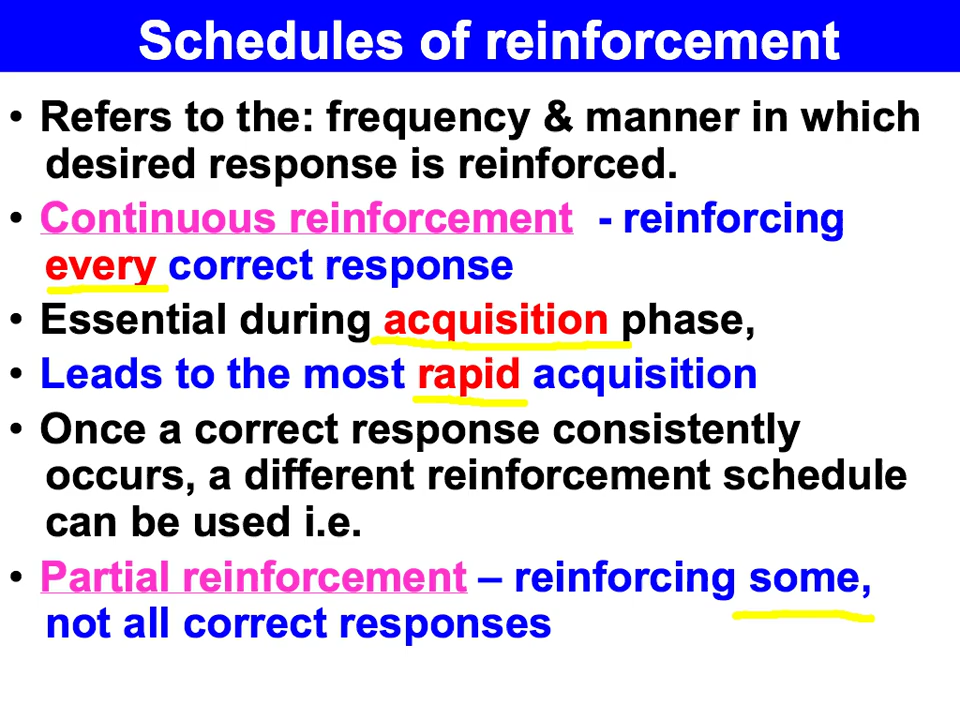 Schedules of reinforcement
• Refers to the: frequency & manner in which
desired response is reinforced.
• Continuous reinforcement - reinforcing
every correct response
• Essential during acquisition phase,
• Leads to the most rapid acquisition
• Once a correct response consistently
occurs, a different reinforcement schedule
can be used i.e.
• Partial reinforcement – reinforcing some,
not all correct responses